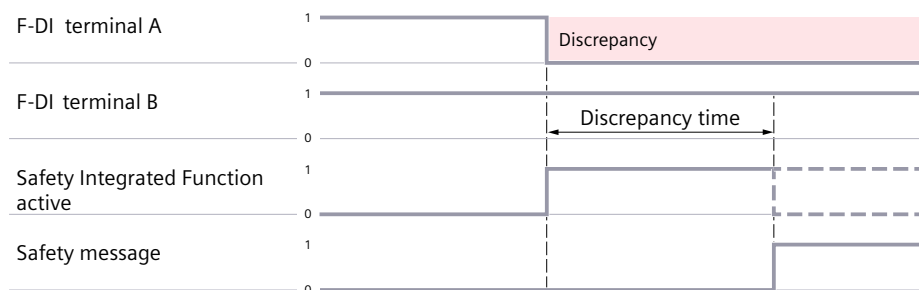 F-DI terminal A
1
Discrepancy
0
F-DI terminal B
1
Discrepancy time
0
Safety Integrated Function
active
1
0
Safety message
1
0